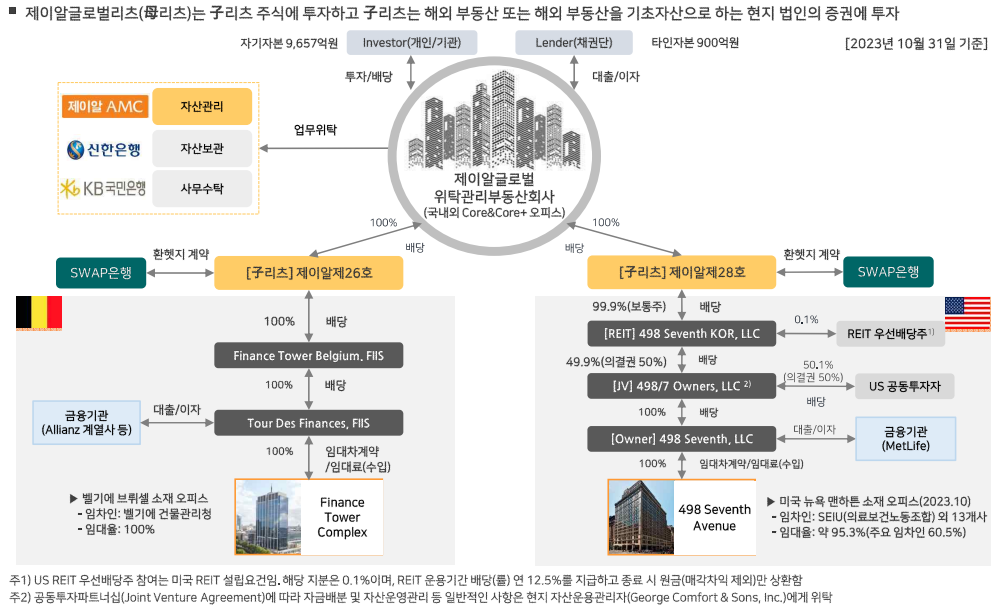 ■ 제이알글로벌리츠(母리츠)는 子리츠 주식에 투자하고 子리츠는 해외 부동산 또는 해외 부동산을 기초자산으로 하는 현지 법인의 증권에 투자
자기자본 9,657억원
Investor(개인/기관)
Lender(채권단)
타인자본 900억원
[2023년 10월 31일 기준]
투자/배당
대출/이자
제이알 AMC
자산관리
신한은행
자산보관
KB국민은행
사무수탁
업무위탁
제이알글로벌
위탁관리부동산회사
(국내외 Core&Core+ 오피스)
100%
배당
100%
배당
SWAP은행
환헷지 계약
[子리츠] 제이알제26호
[子리츠] 제이알제28호
환헷지 계약
SWAP은행
100%
배당
Finance Tower Belgium. FIIS
100%
배당
금융기관
(Allianz 계열사 등)
대출/이자
Tour Des Finances, FIIS
100%
임대차계약
/임대료(수입)
▶ 벨기에 브뤼셀 소재 오피스
- 임차인: 벨기에 건물관리청
- 임대율: 100%
Finance
Tower
Complex
99.9%(보통주)
배당
[REIT] 498 Seventh KOR, LLC
0.1%
REIT 우선배당주1)
49.9%(의결권 50%)
배당
[JV] 498/7 Owners, LLC 2)
50.1%
(의결권 50%)
배당
US 공동투자자
100%
배당
[Owner] 498 Seventh, LLC
대출/이자
금융기관
(MetLife)
100%
임대차계약/임대료(수입)
498 Seventh
Avenue
▶ 미국 뉴욕 맨하튼 소재 오피스(2023.10)
- 임차인: SEIU(의료보건노동조합) 외 13개사
- 임대율: 약 95.3%(주요 임차인 60.5%)
주1) US REIT 우선배당주 참여는 미국 REIT 설립요건임. 해당 지분은 0.1%이며, REIT 운용기간 배당(률) 연 12.5%를 지급하고 종료 시 원금(매각차익 제외)만 상환함
주2) 공동투자파트너십(Joint Venture Agreement)에 따라 자금배분 및 자산운영관리 등 일반적인 사항은 현지 자산운용관리자(George Comfort & Sons, Inc.)에게 위탁